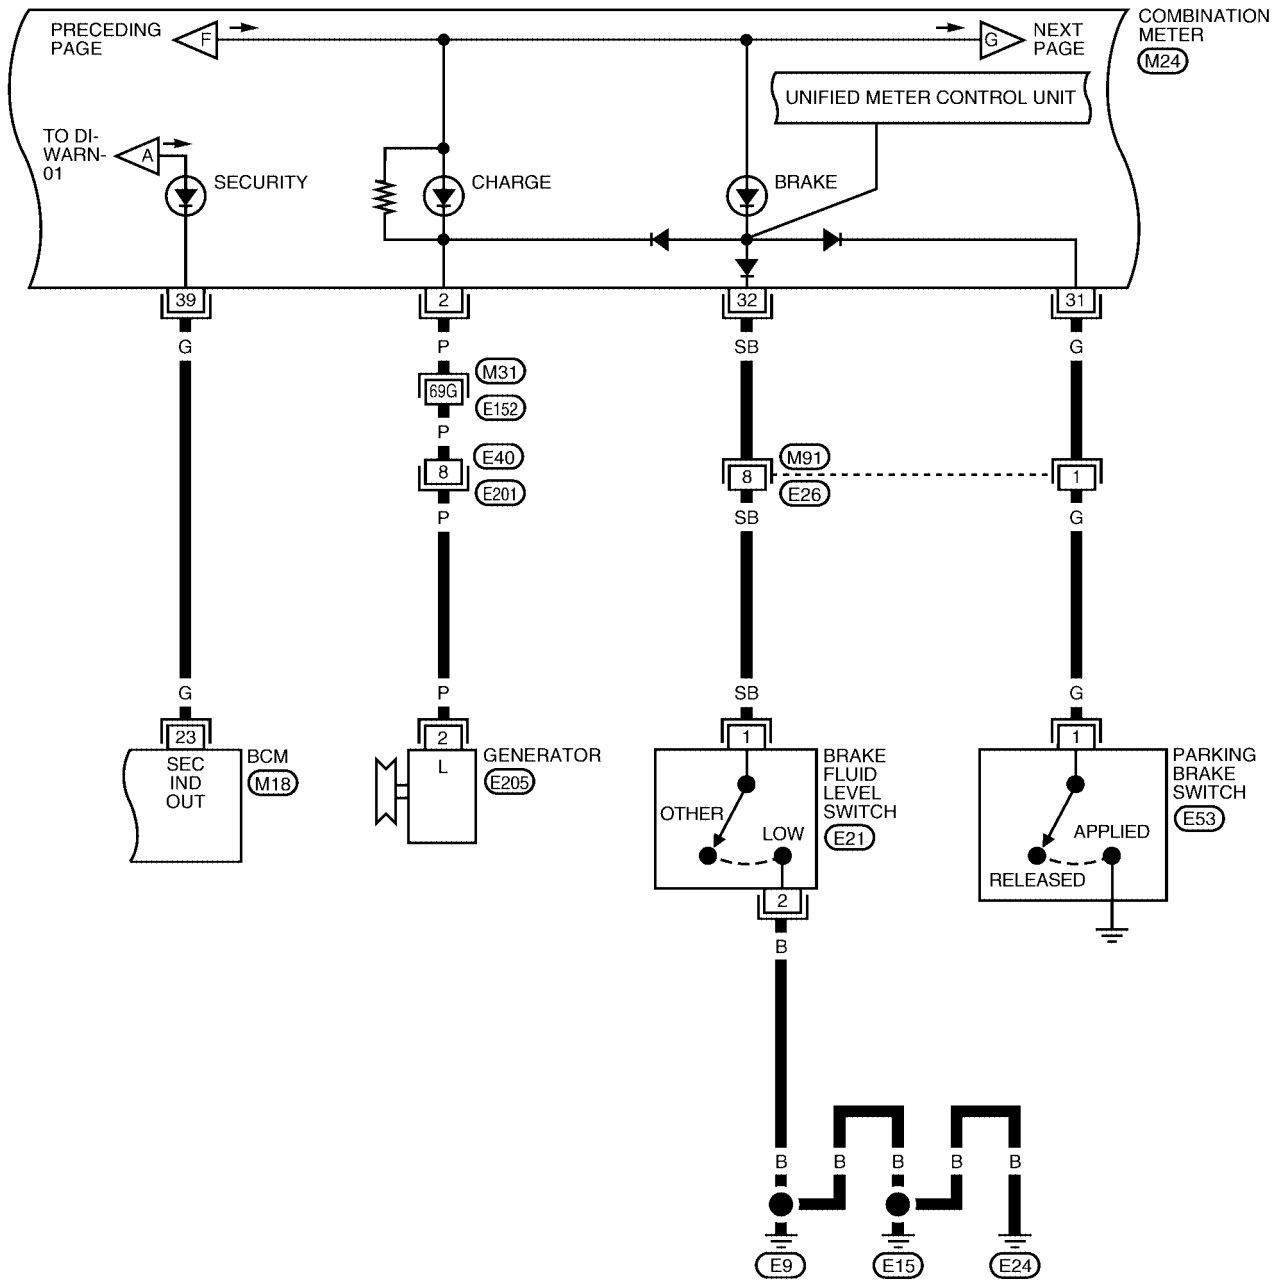 PRECEDING
PAGE
F
G
NEXT
PAGE
COMBINATION
METER
M24
UNIFIED METER CONTROL UNIT
TO DI-
WARN-
01
A
SECURITY
CHARGE
BRAKE
39
2
32
31
G
P
SB
G
69G
M31
E152
P
8
E40
E201
8
M91
E26
1
P
SB
G
G
P
SB
G
23
2
1
1
SEC
IND
OUT
BCM
M18
L
GENERATOR
E205
OTHER
LOW
BRAKE
FLUID
LEVEL
SWITCH
E21
APPLIED
RELEASED
PARKING
BRAKE
SWITCH
E53
2
B
B
B
B
B
B
E9
E15
E24